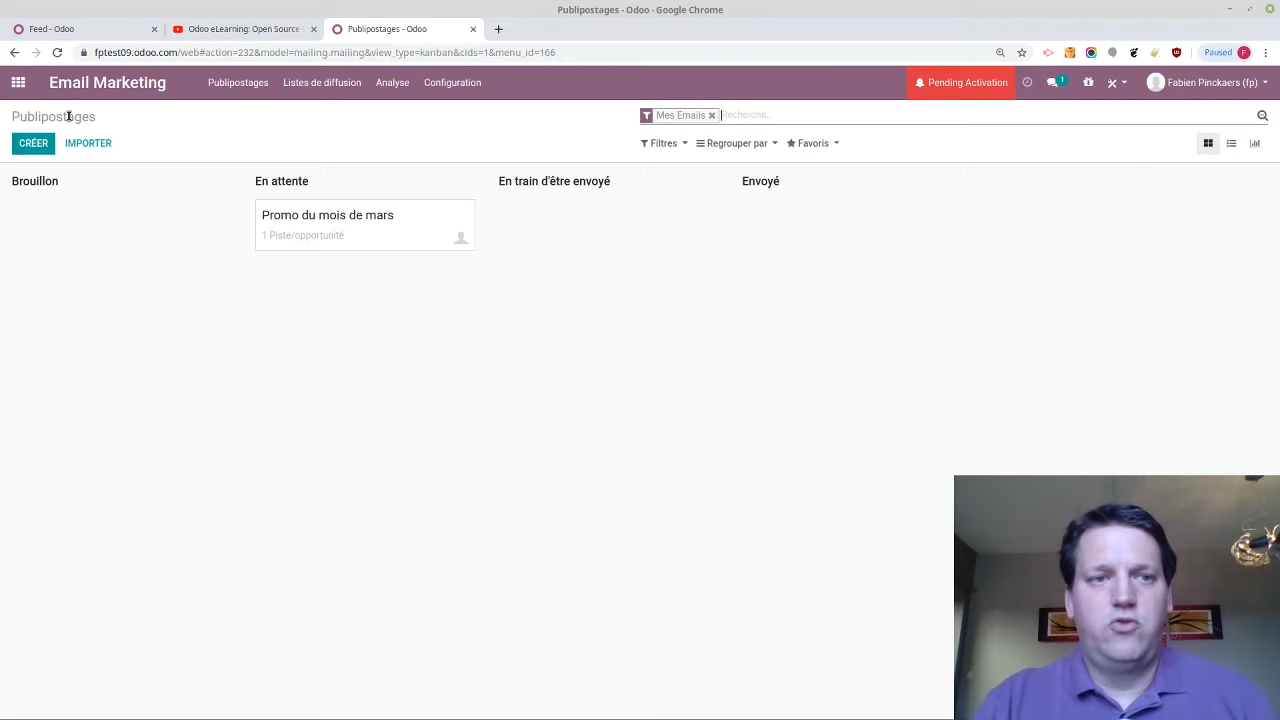 Publipostages - Odoo - Google Chrome
Feed - Odoo
Odoo eLearning: Open Source
Publipostages - Odoo
fptest09.odoo.com/web#action=232&model=mailing.mailing&view_type=kanban&cids=1&menu_id=166
Paused
F
Email Marketing
Publipostages
Listes de diffusion
Analyse
Configuration
Pending Activation
1
Fabien Pinckaers (fp)
Publipostages
Mes Emails
Recherche...
CRÉER
IMPORTER
Filtres
Regrouper par
Favoris
Brouillon
En attente
En train d'être envoyé
Envoyé
Promo du mois de mars
1 Piste/opportunité